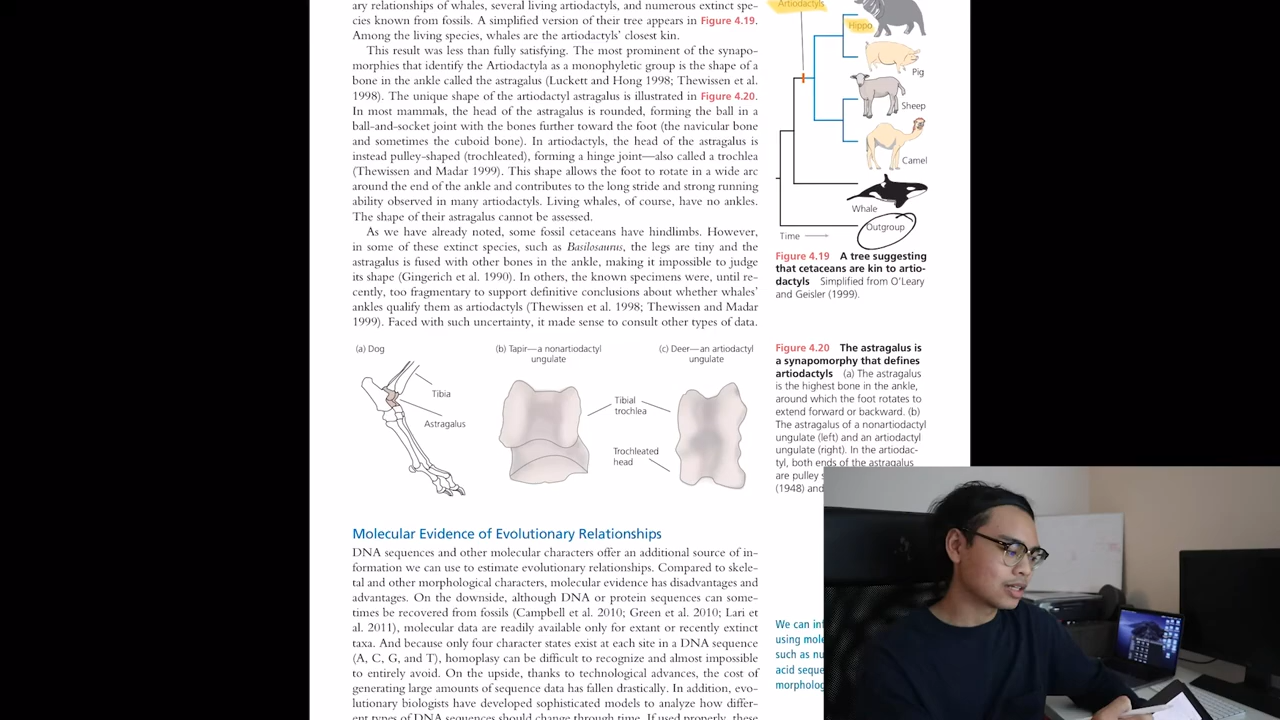 ary relationships of whales, several living artiodactyls, and numerous extinct spe-
cies known from fossils. A simplified version of their tree appears in Figure 4.19.
Among the living species, whales are the artiodactyls' closest kin.
This result was less than fully satisfying. The most prominent of the synapo-
morphies that identify the Artiodactyla as a monophyletic group is the shape of a
bone in the ankle called the astragalus (Luckett and Hong 1998; Thewissen et al.
1998). The unique shape of the artiodactyl astragalus is illustrated in Figure 4.20.
In most mammals, the head of the astragalus is rounded, forming the ball in a
ball-and-socket joint with the bones further toward the foot (the navicular bone
and sometimes the cuboid bone). In artiodactyls, the head of the astragalus is
instead pulley-shaped (trochleated), forming a hinge joint—also called a trochlea
(Thewissen and Madar 1999). This shape allows the foot to rotate in a wide arc
around the end of the ankle and contributes to the long stride and strong running
ability observed in many artiodactyls. Living whales, of course, have no ankles.
The shape of their astragalus cannot be assessed.
As we have already noted, some fossil cetaceans have hindlimbs. However,
in some of these extinct species, such as Basilosaurus, the legs are tiny and the
astragalus is fused with other bones in the ankle, making it impossible to judge
its shape (Gingerich et al. 1990). In others, the known specimens were, until re-
cently, too fragmentary to support definitive conclusions about whether whales'
ankles qualify them as artiodactyls (Thewissen et al. 1998; Thewissen and Madar
1999). Faced with such uncertainty, it made sense to consult other types of data.
Artiodactyls
Hippo
Pig
Sheep
Camel
Whale
Outgroup
Time
Figure 4.19 A tree suggesting
that cetaceans are kin to artio-
dactyls Simplified from O'Leary
and Geisler (1999).
(a) Dog
Tibia
Astragalus
(b) Tapir—a nonartiodactyl
ungulate
Tibial
trochlea
Trochleated
head
(c) Deer—an artiodactyl
ungulate
Figure 4.20 The astragalus is
a synapomorphy that defines
artiodactyls (a) The astragalus
is the highest bone in the ankle,
around which the foot rotates to
extend forward or backward. (b)
The astragalus of a nonartiodactyl
ungulate (left) and an artiodactyl
ungulate (right). In the artiodac-
tyl, both ends of the astragalus
are pulley
(1948) and
Molecular Evidence of Evolutionary Relationships
DNA sequences and other molecular characters offer an additional source of in-
formation we can use to estimate evolutionary relationships. Compared to skele-
tal and other morphological characters, molecular evidence has disadvantages and
advantages. On the downside, although DNA or protein sequences can some-
times be recovered from fossils (Campbell et al. 2010; Green et al. 2010; Lari et
al. 2011), molecular data are readily available only for extant or recently extinct
taxa. And because only four character states exist at each site in a DNA sequence
(A, C, G, and T), homoplasy can be difficult to recognize and almost impossible
to entirely avoid. On the upside, thanks to technological advances, the cost of
generating large amounts of sequence data has fallen drastically. In addition, evo-
lutionary biologists have developed sophisticated models to analyze how differ-
ent types of DNA sequences should change through time. If used properly, these
We can
using
such as
acid